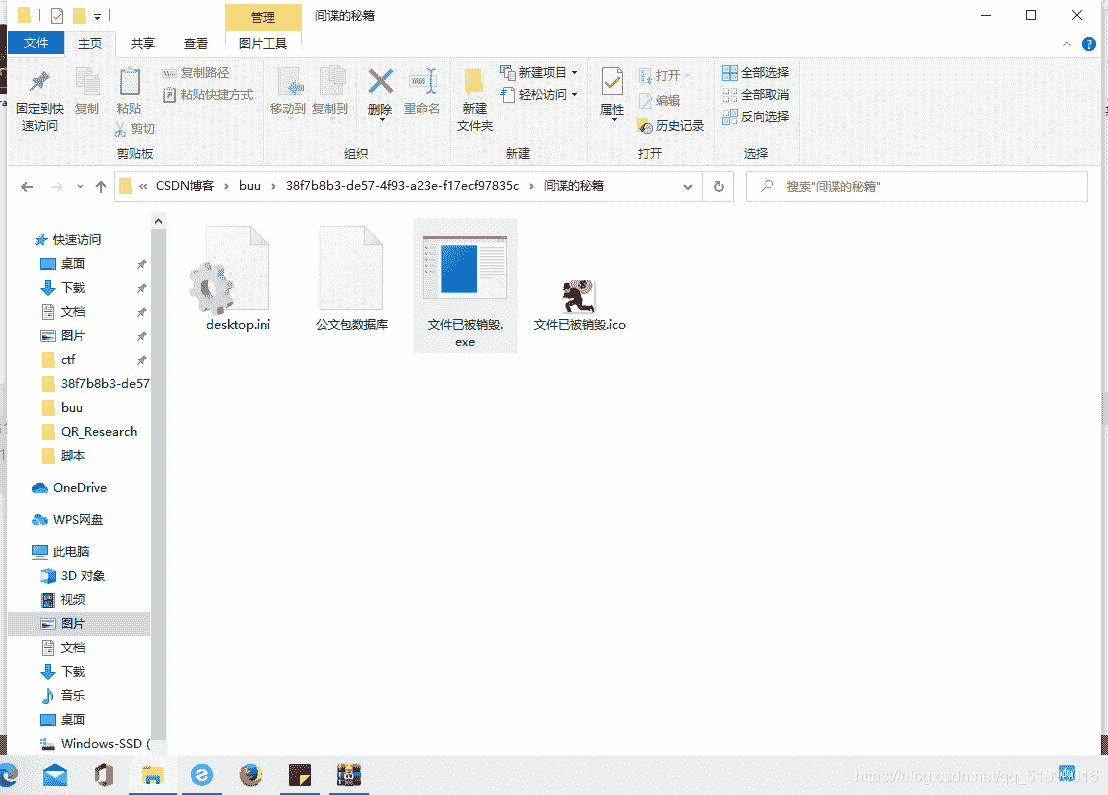 管理
间谍的秘籍
文件
主页
共享
查看
图片工具
固定到快
速访问
复制
粘贴
复制路径
粘贴快捷方式
剪切
剪贴板
移动到
复制到
删除
重命名
组织
新建
文件夹
新建项目
轻松访问
新建
属性
打开
编辑
历史记录
打开
全部选择
全部取消
反向选择
选择
« CSDN博客 › buu › 38f7b8b3-de57-4f93-a23e-f17ecf97835c › 间谍的秘籍
搜索"间谍的秘籍"
快速访问
桌面
下载
文档
图片
ctf
38f7b8b3-de57
buu
QR_Research
脚本
OneDrive
WPS网盘
此电脑
3D 对象
视频
图片
文档
下载
音乐
桌面
Windows-SSD (
desktop.ini
公文包数据库
文件已被销毁.
exe
文件已被销毁.ico